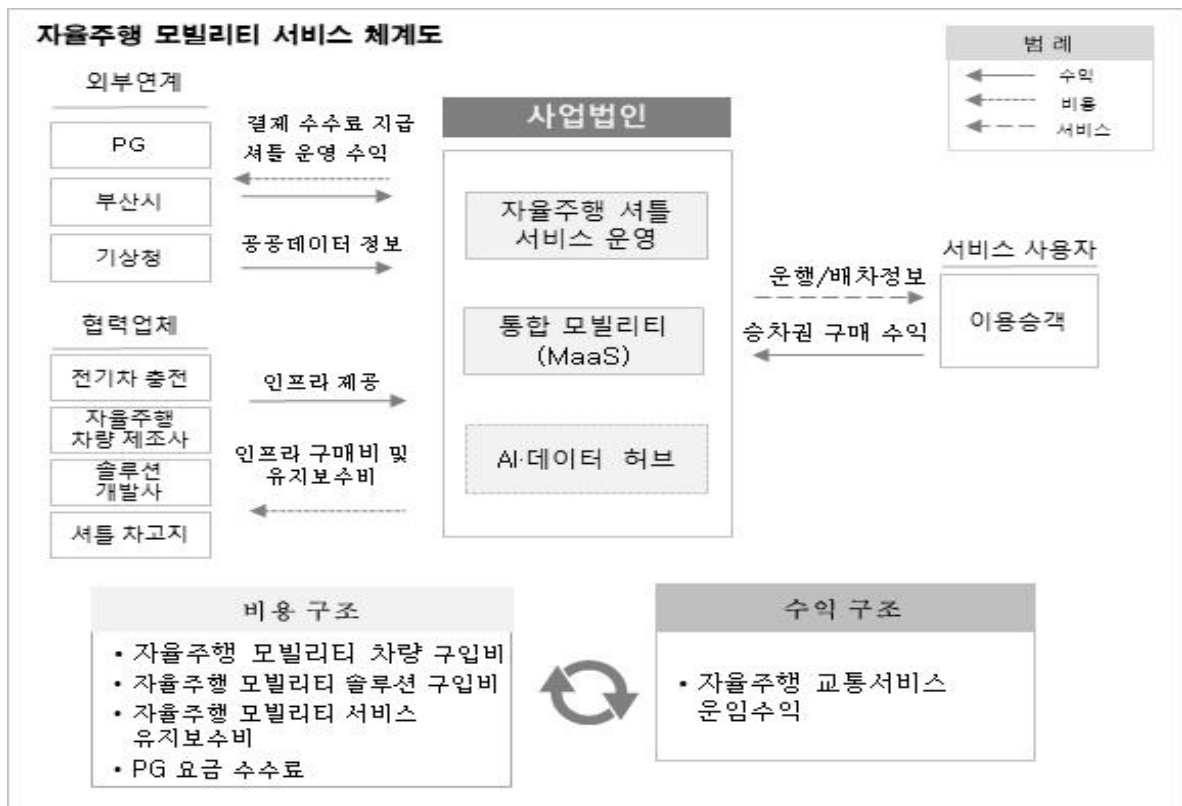 자율주행 모빌리티 서비스 체계도
범 례
수익
비용
서비스
외부연계
PG
부산시
기상청
결제 수수료 지급
셔틀 운영 수익
공공데이터 정보
협력업체
전기차 충전
자율주행
차량 제조사
솔루션
개발사
셔틀 차고지
인프라 제공
인프라 구매비 및
유지보수비
사업법인
자율주행 셔틀
서비스 운영
통합 모빌리티
(MaaS)
AI·데이터 허브
운행/배차정보
승차권 구매 수익
서비스 사용자
이용승객
비용 구조
• 자율주행 모빌리티 차량 구입비
• 자율주행 모빌리티 솔루션 구입비
• 자율주행 모빌리티 서비스
유지보수비
• PG 요금 수수료
수익 구조
• 자율주행 교통서비스
운임수익